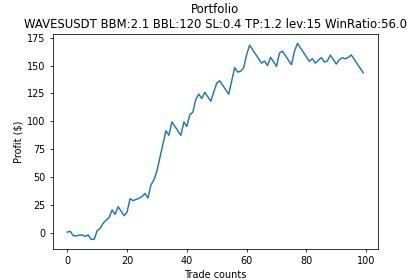 Portfolio
WAVESUSDT BBM:2.1 BBL:120 SL:0.4 TP:1.2 lev:15 WinRatio:56.0
175
150
125
100
75
50
25
0
Profit ($)
0 20 40 60 80 100
Trade counts